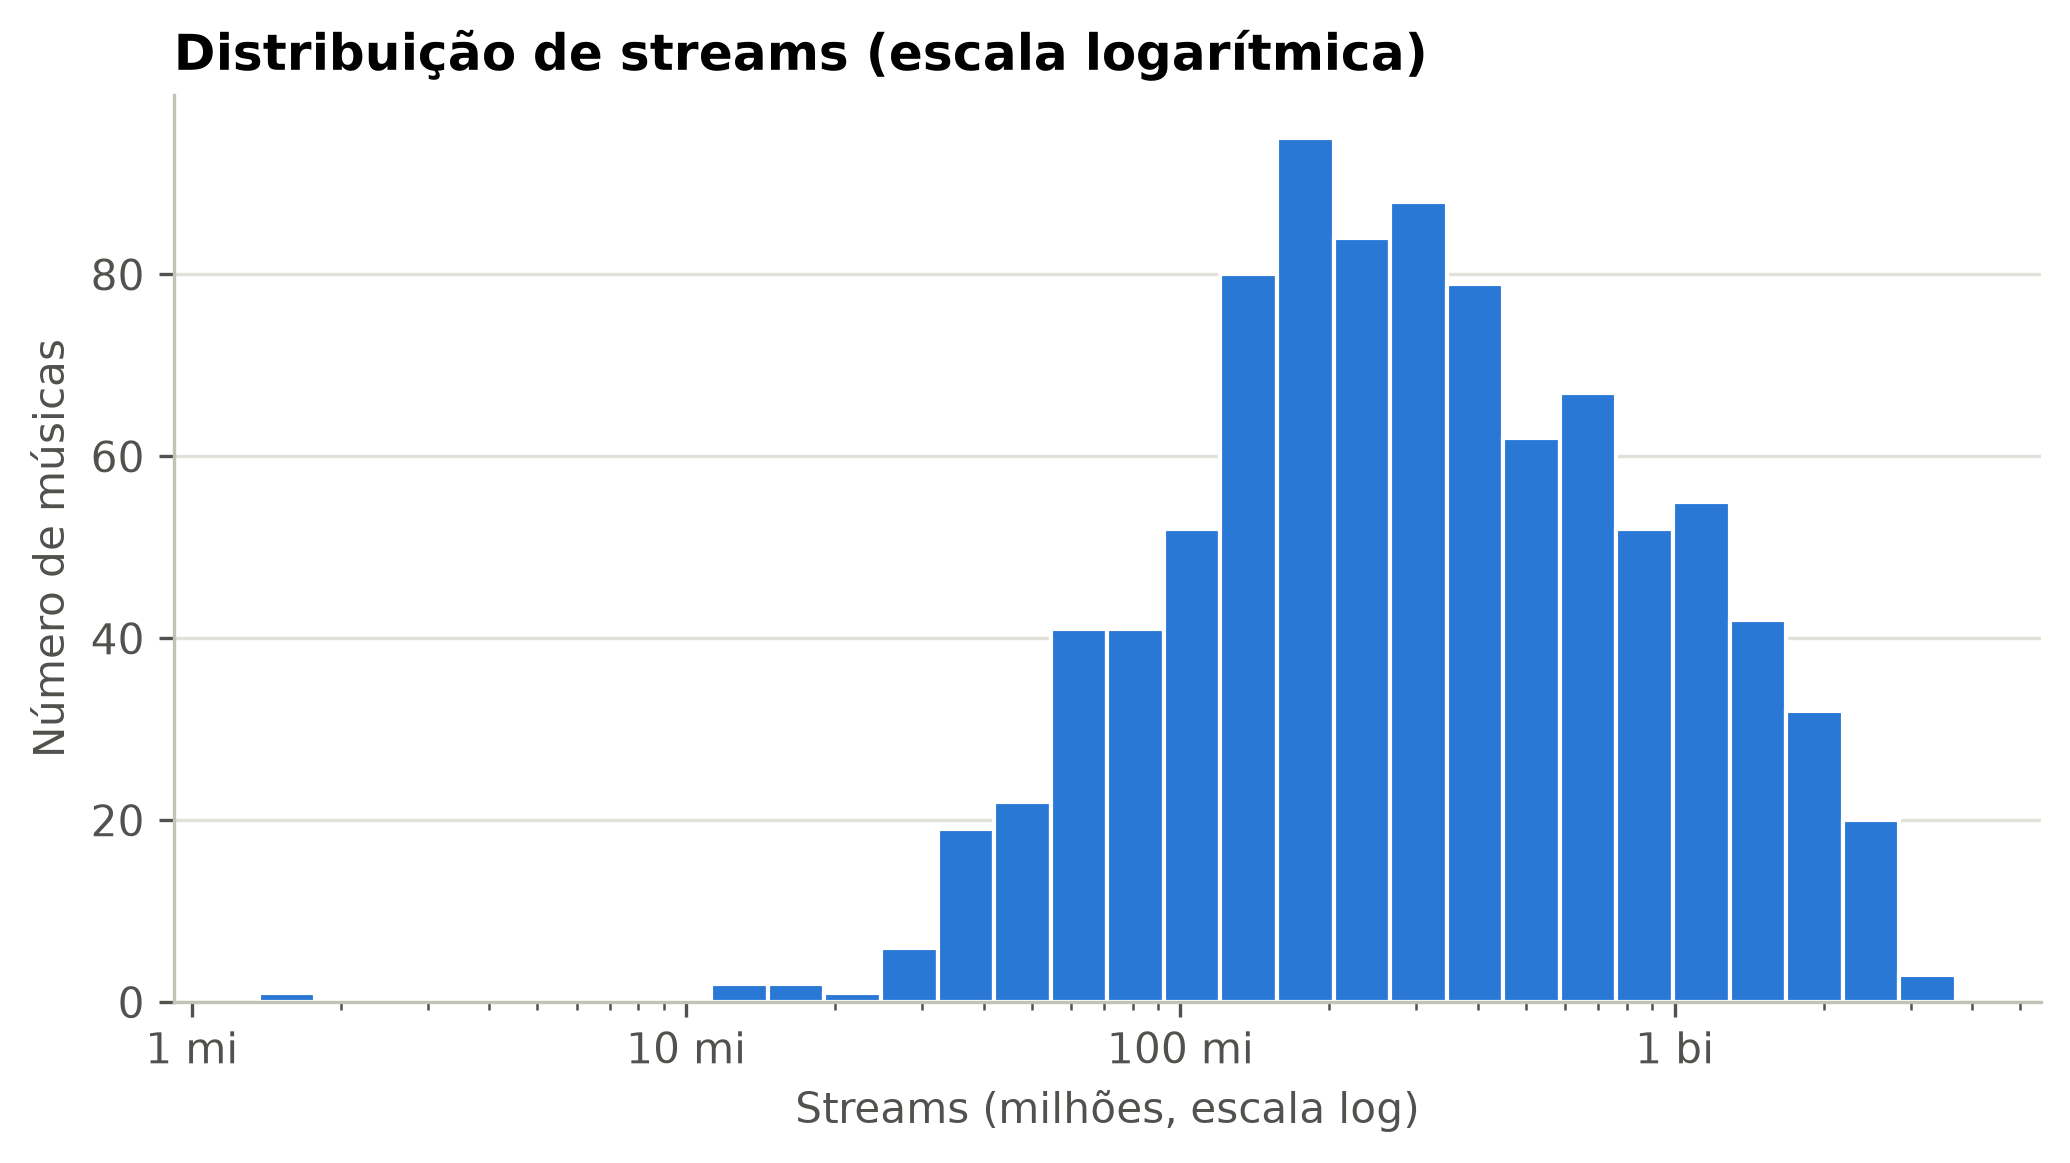 Distribuição de streams (escala logarítmica)
Número de músicas
80
60
40
20
0
1 mi
10 mi
100 mi
1 bi
Streams (milhões, escala log)